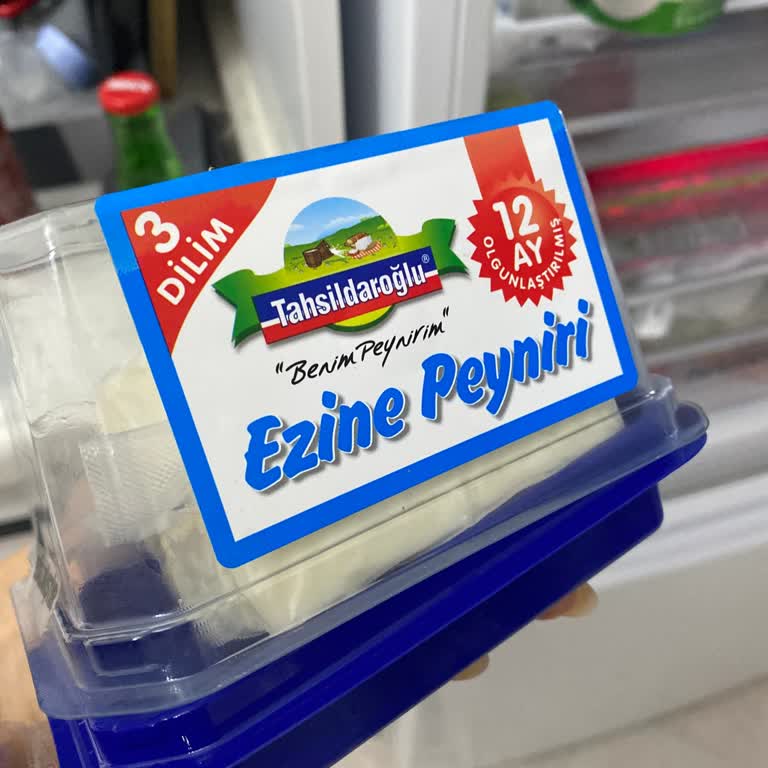 3
DİLİM
Tahsildaroğlu®
"Benim Peynirim"
Ezine Peyniri
12
AY
OLGUNLAŞTIRILMIŞ